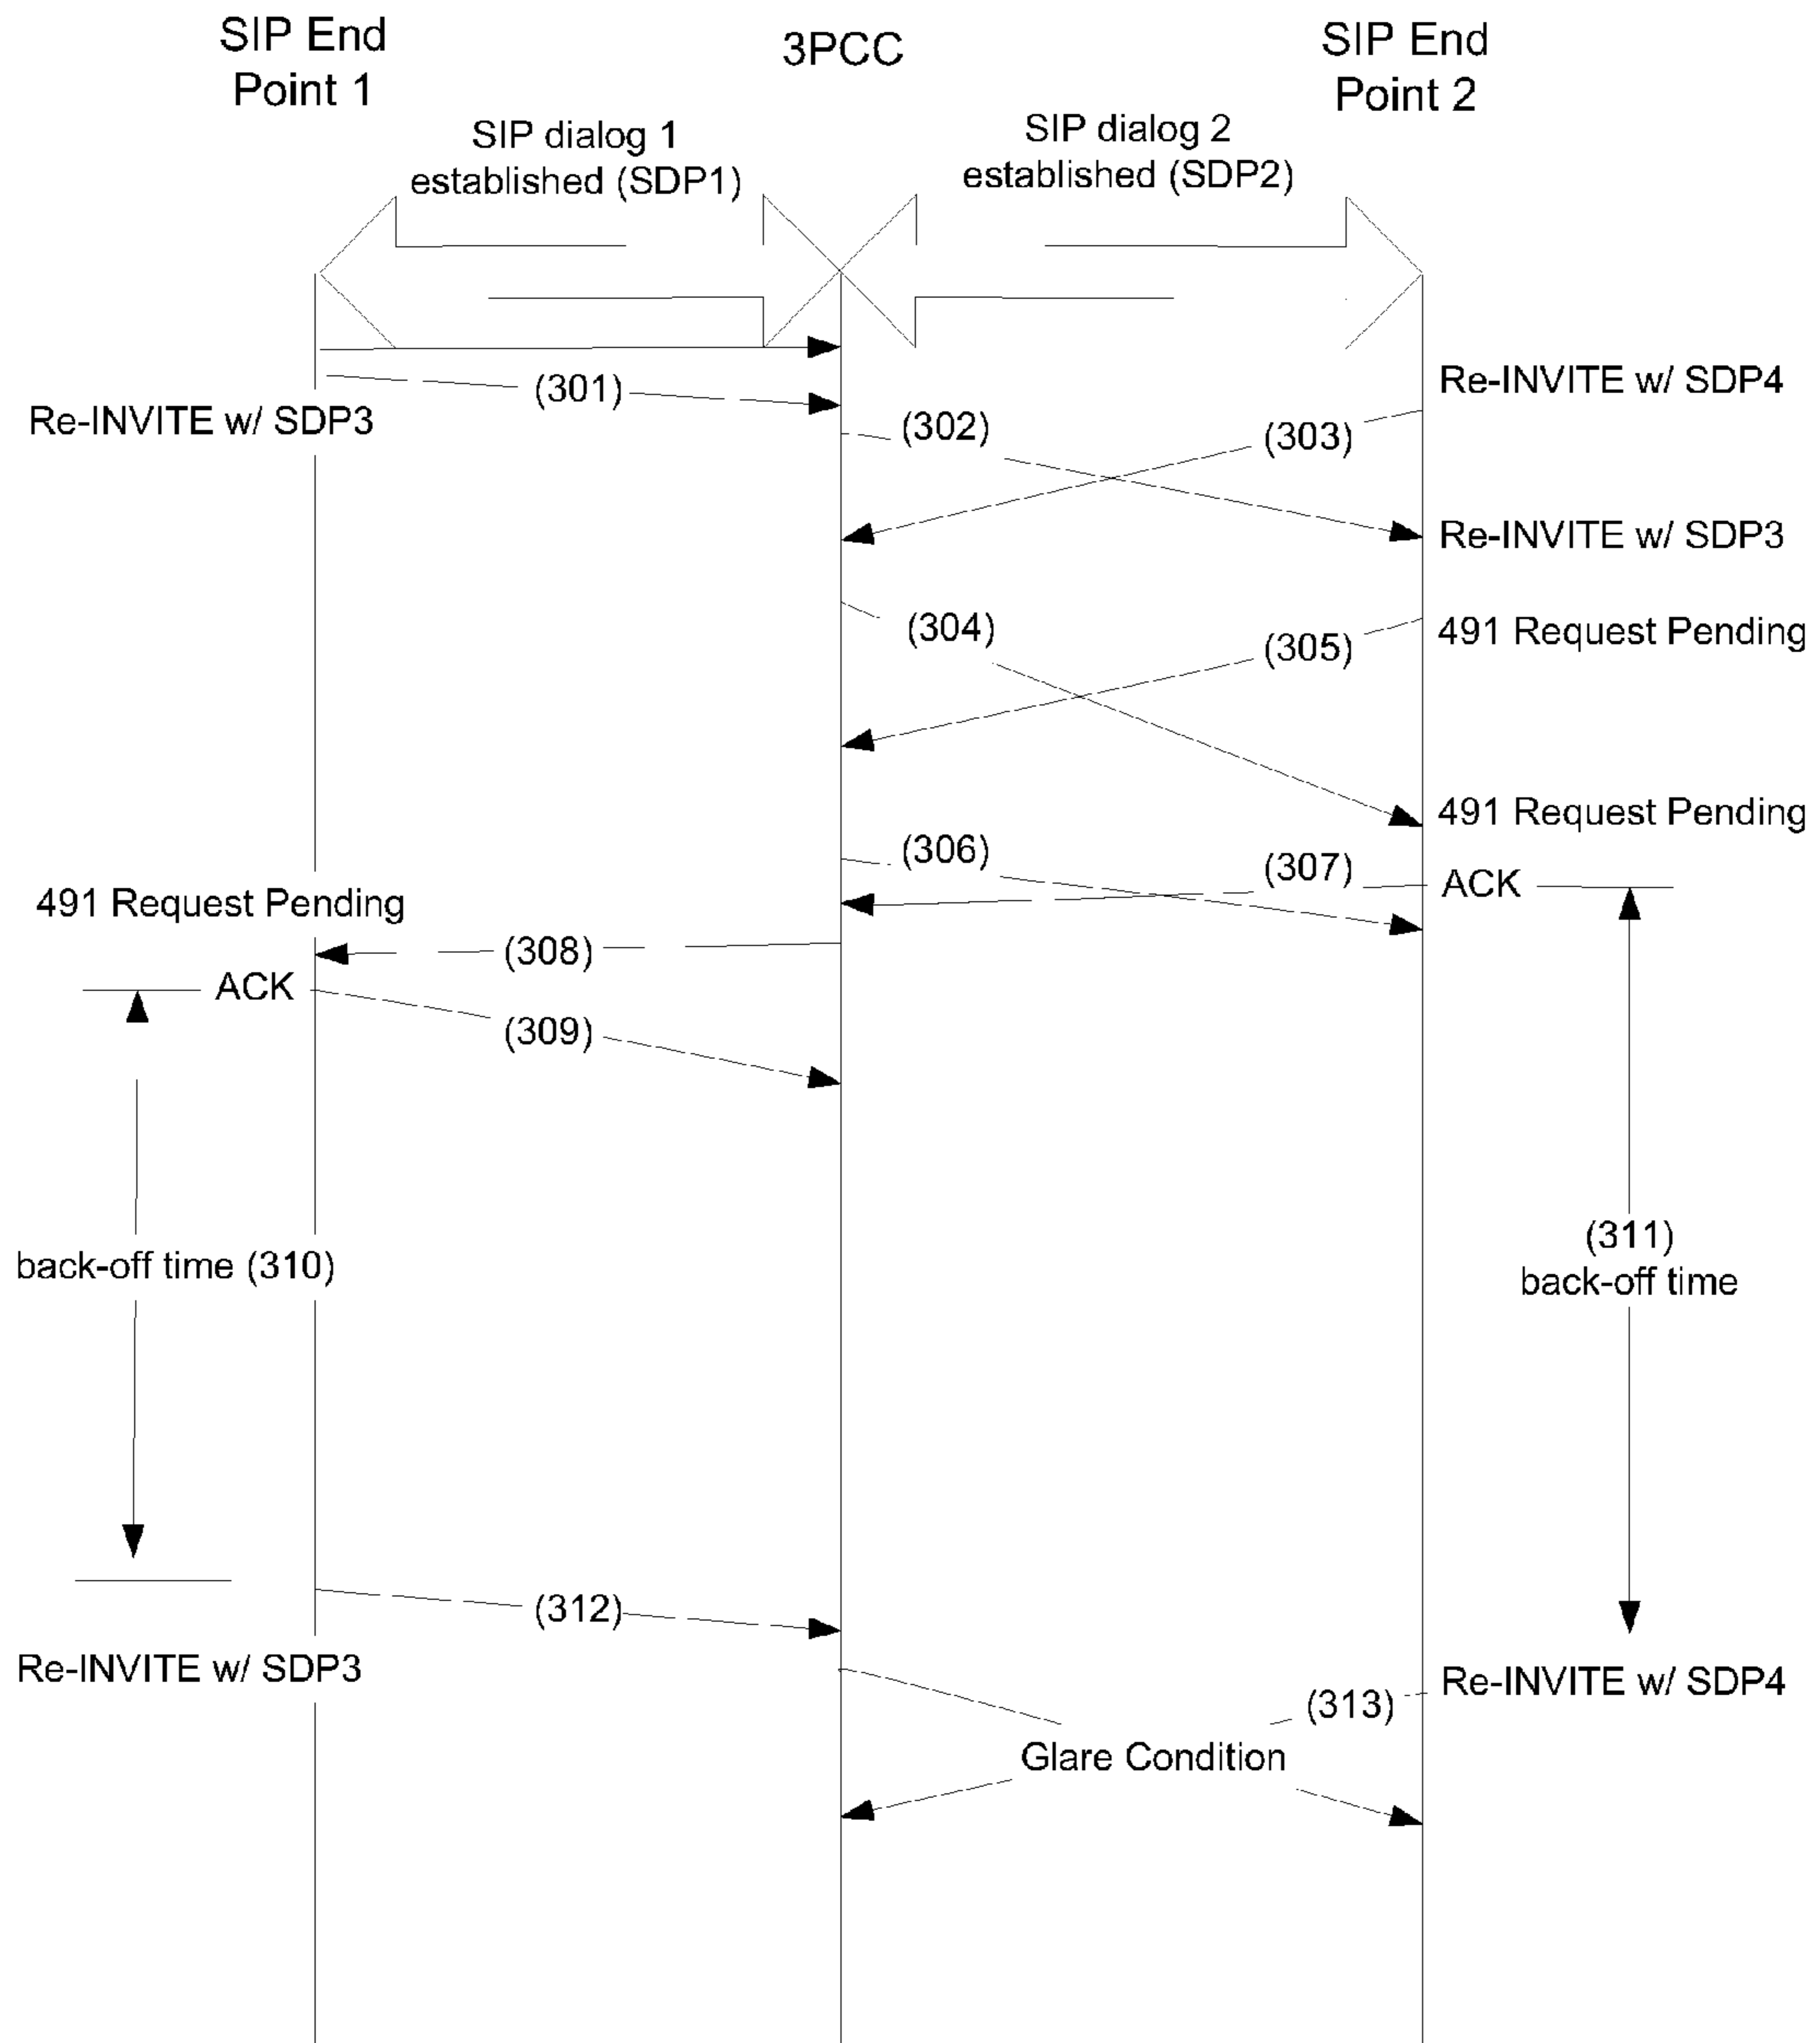 SIP End
Point 1
3PCC
SIP End
Point 2
SIP dialog 1
established (SDP1)
SIP dialog 2
established (SDP2)
(301)
Re-INVITE w/ SDP3
Re-INVITE w/ SDP4
(302)
(303)
Re-INVITE w/ SDP3
(304)
(305)
491 Request Pending
491 Request Pending
(306)
(307)
ACK
491 Request Pending
(308)
ACK
(309)
back-off time (310)
(311)
back-off time
(312)
Re-INVITE w/ SDP3
(313)
Re-INVITE w/ SDP4
Glare Condition